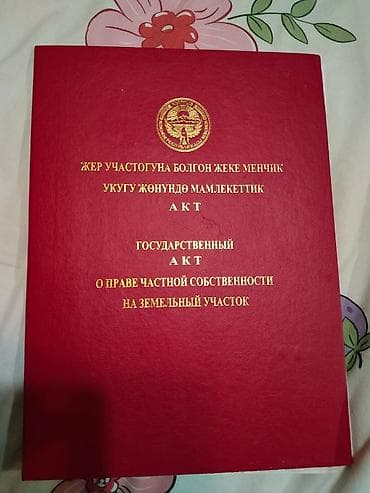 ЖЕР УЧАСТОГУНА БОЛГОН ЖЕКЕ МЕНЧИК
УКУГУ ЖӨНҮНДӨ МАМЛЕКЕТТИК
АКТ
ГОСУДАРСТВЕННЫЙ
АКТ
О ПРАВЕ ЧАСТНОЙ СОБСТВЕННОСТИ
НА ЗЕМЕЛЬНЫЙ УЧАСТОК